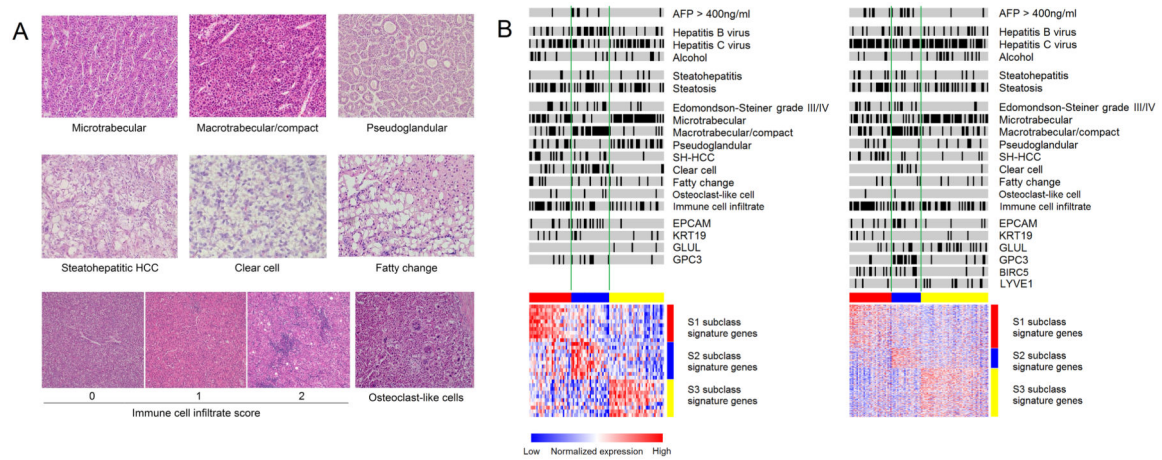 A
Microtrabecular
Macrotrabecular/compact
Pseudoglandular
Steatohepatitic HCC
Clear cell
Fatty change
0
1
2
Immune cell infiltrate score
Osteoclast-like cells
B
AFP > 400ng/ml
Hepatitis B virus
Hepatitis C virus
Alcohol
Steatohepatitis
Steatosis
Edomondson-Steiner grade III/IV
Microtrabecular
Macrotrabecular/compact
Pseudoglandular
SH-HCC
Clear cell
Fatty change
Osteoclast-like cell
Immune cell infiltrate
EPCAM
KRT19
GLUL
GPC3
S1 subclass
signature genes
S2 subclass
signature genes
S3 subclass
signature genes
Low Normalized expression High
AFP > 400ng/ml
Hepatitis B virus
Hepatitis C virus
Alcohol
Steatohepatitis
Steatosis
Edomondson-Steiner grade III/IV
Microtrabecular
Macrotrabecular/compact
Pseudoglandular
SH-HCC
Clear cell
Fatty change
Osteoclast-like cell
Immune cell infiltrate
EPCAM
KRT19
GLUL
GPC3
BIRC5
LYVE1
S1 subclass
signature genes
S2 subclass
signature genes
S3 subclass
signature genes